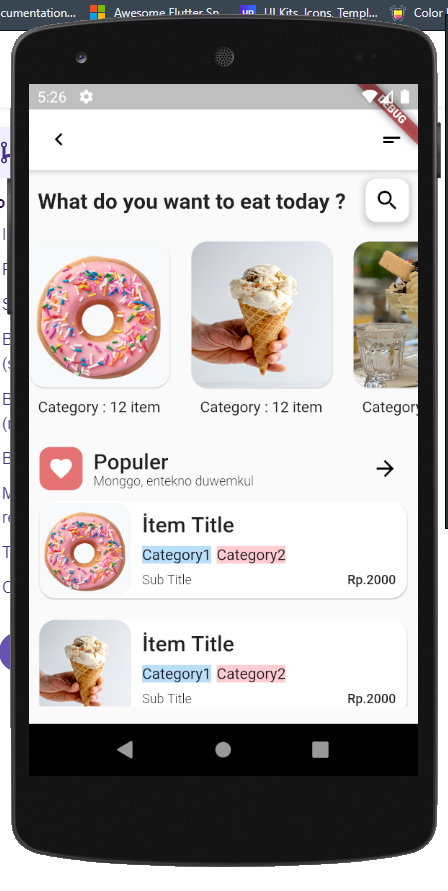 cumentation...
Awesome Flutter Sn...
UI Kits, Icons, Templ...
Color
5:26
DEBUG
What do you want to eat today ?
Category : 12 item
Category : 12 item
Category
Populer
Monggo, entekno duwemkul
İtem Title
Category1 Category2
Sub Title
Rp.2000
İtem Title
Category1 Category2
Sub Title
Rp.2000